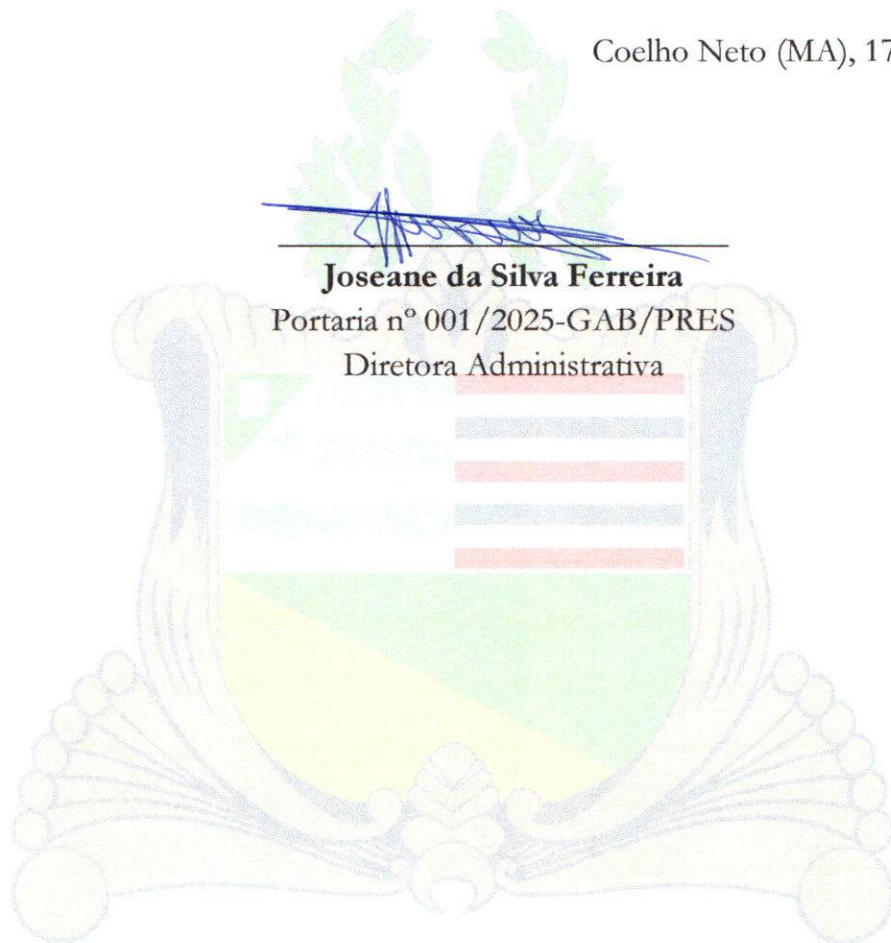 Coelho Neto (MA), 17
Joseane da Silva Ferreira
Portaria nº 001/2025-GAB/PRES
Diretora Administrativa